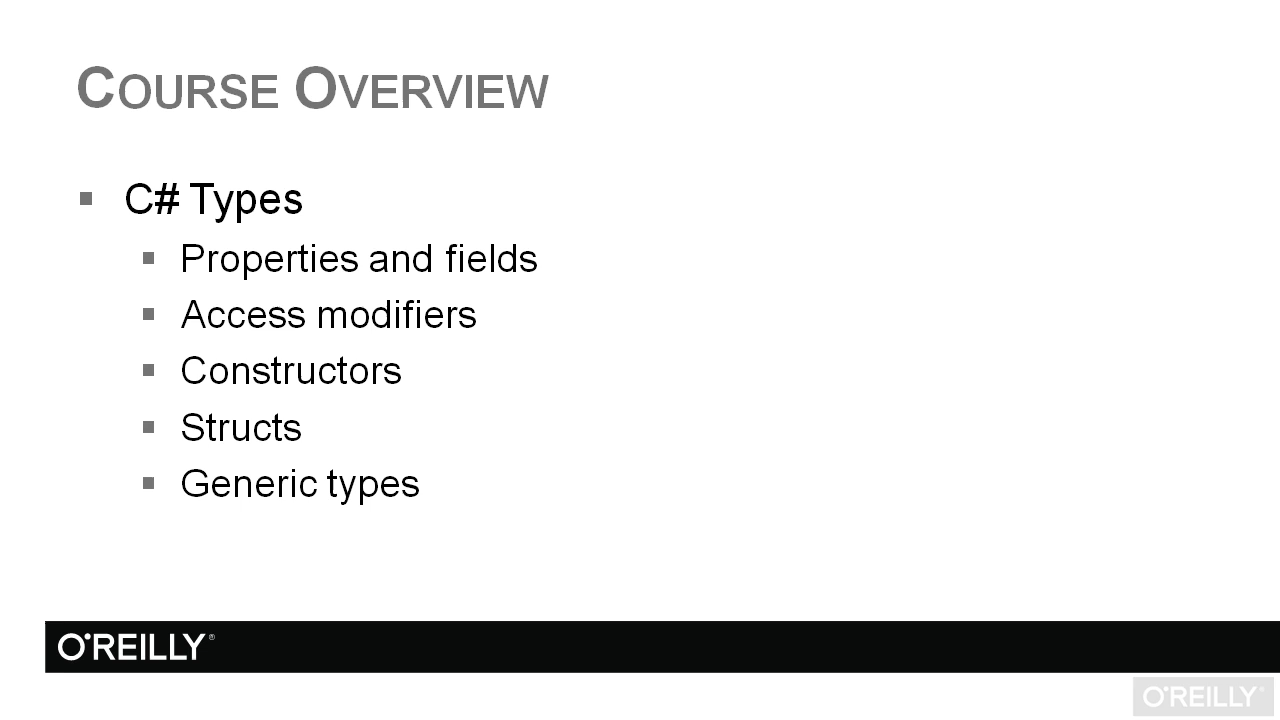 COURSE OVERVIEW
C# Types
Properties and fields
Access modifiers
Constructors
Structs
Generic types
O'REILLY®
O'REILLY®